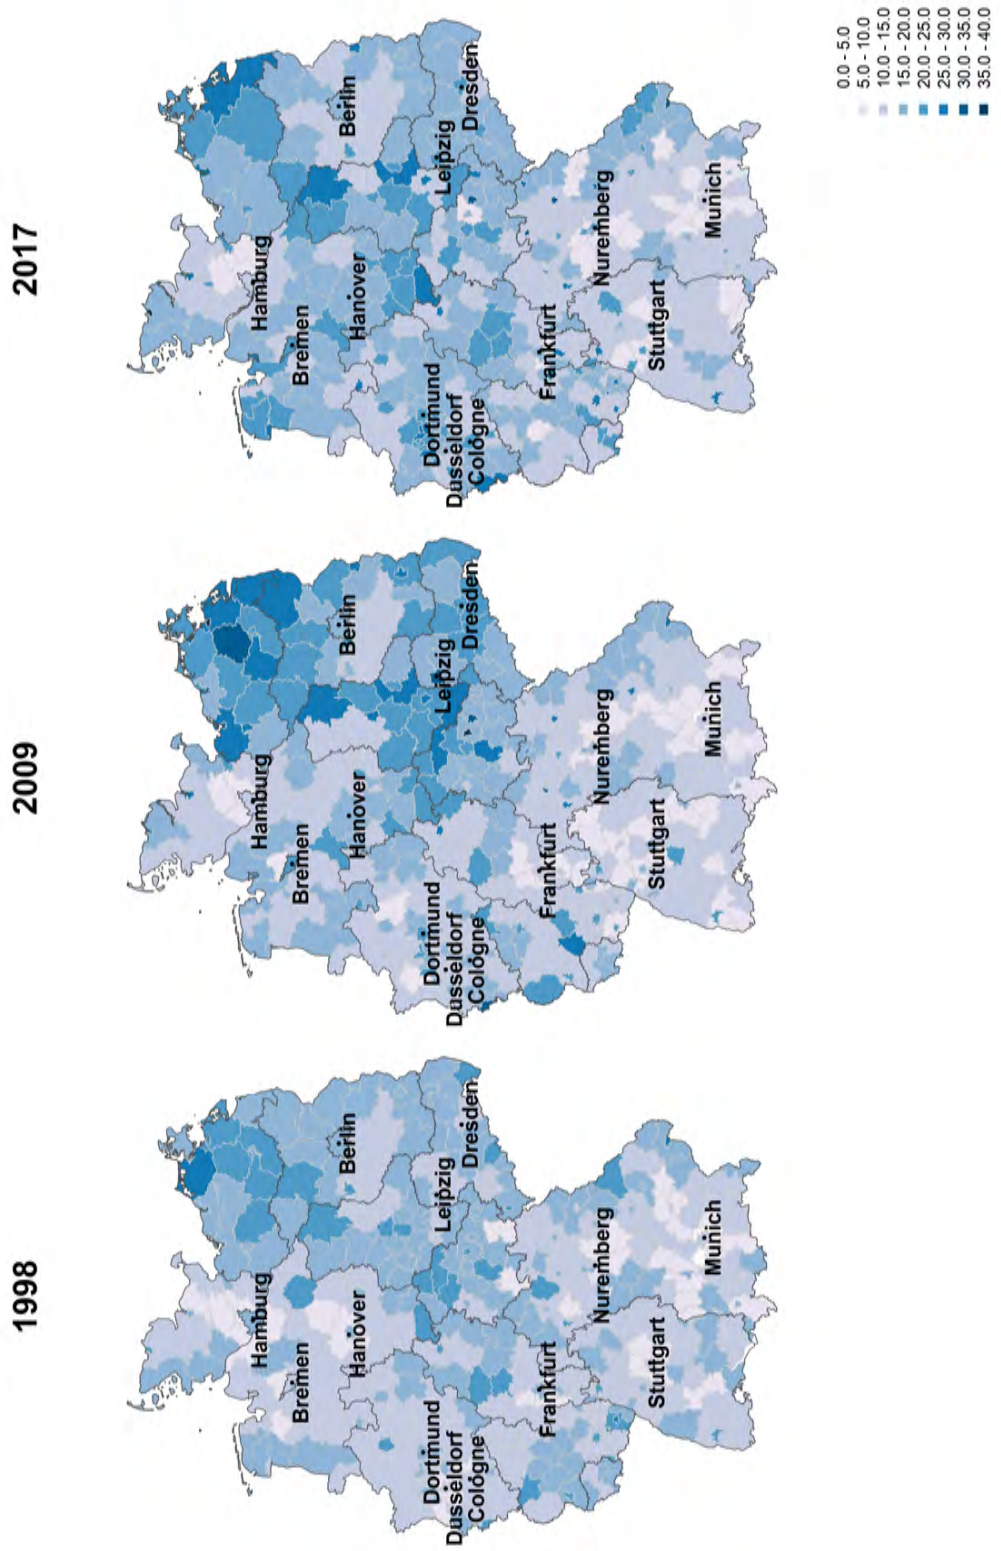 2017
Hamburg
Bremen
Hanover
Berlin
Dortmund
Düsseldorf
Cologne
Leipzig
Dresden
Frankfurt
Nuremberg
Stuttgart
Munich
0.0 - 5.0
5.0 - 10.0
10.0 - 15.0
15.0 - 20.0
20.0 - 25.0
25.0 - 30.0
30.0 - 35.0
35.0 - 40.0
2009
Hamburg
Bremen
Hanover
Berlin
Dortmund
Düsseldorf
Cologne
Leipzig
Dresden
Frankfurt
Nuremberg
Stuttgart
Munich
1998
Hamburg
Bremen
Hanover
Berlin
Dortmund
Düsseldorf
Cologne
Leipzig
Dresden
Frankfurt
Nuremberg
Stuttgart
Munich